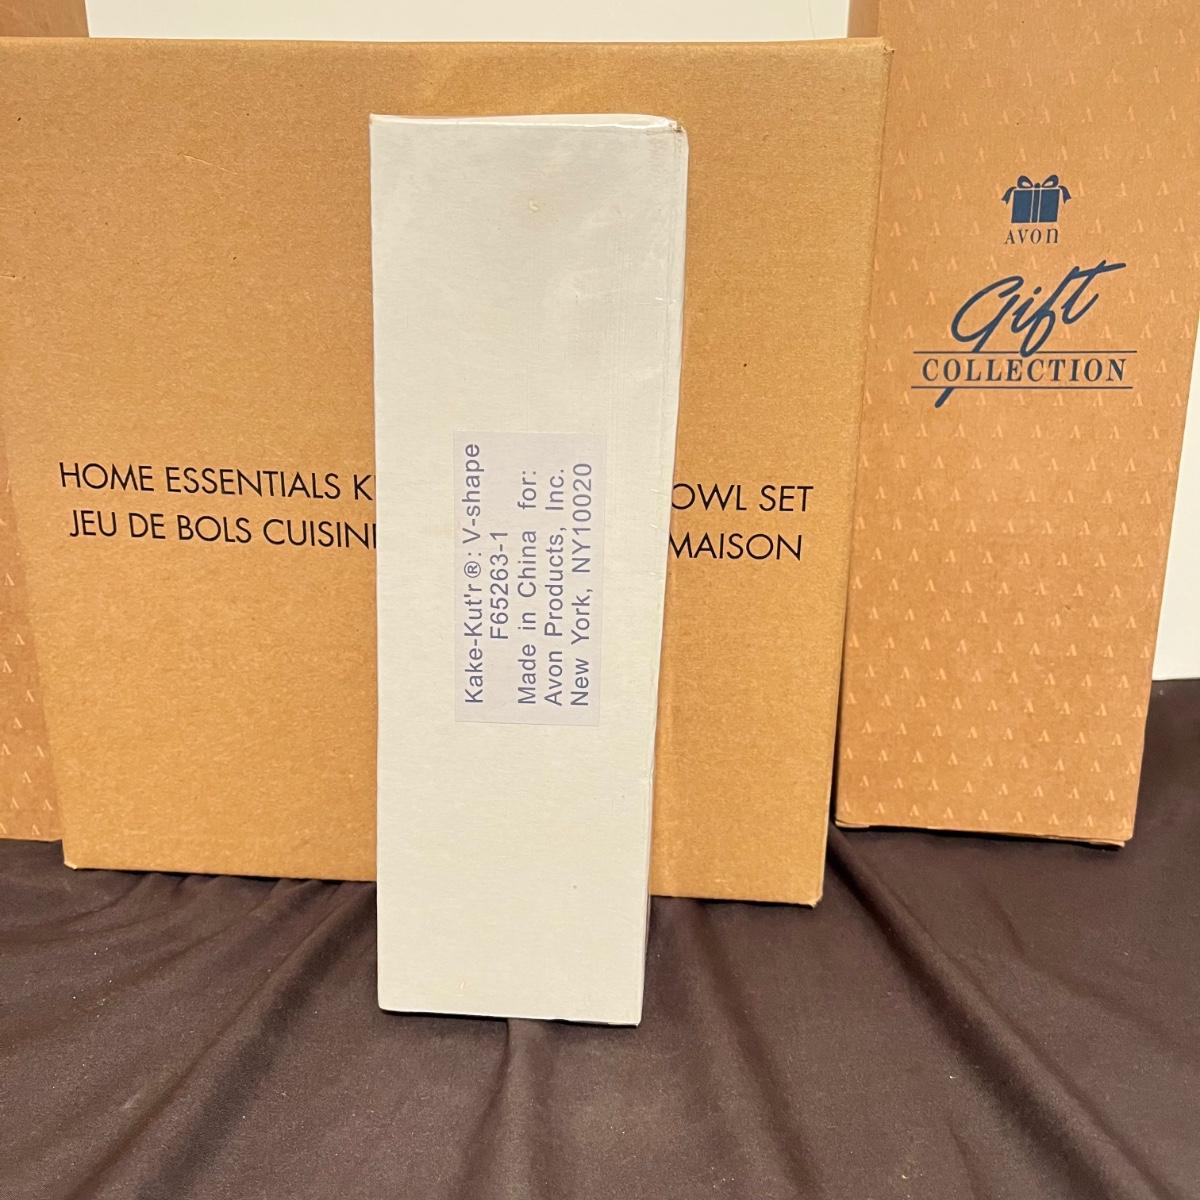 HOME ESSENTIALS K
JEU DE BOLS CUISINE
OWL SET
MAISON
Kake-Kut'r®: V-shape
F65263-1
Made in China for:
Avon Products, Inc.
New York, NY10020
AVON
Gift
COLLECTION